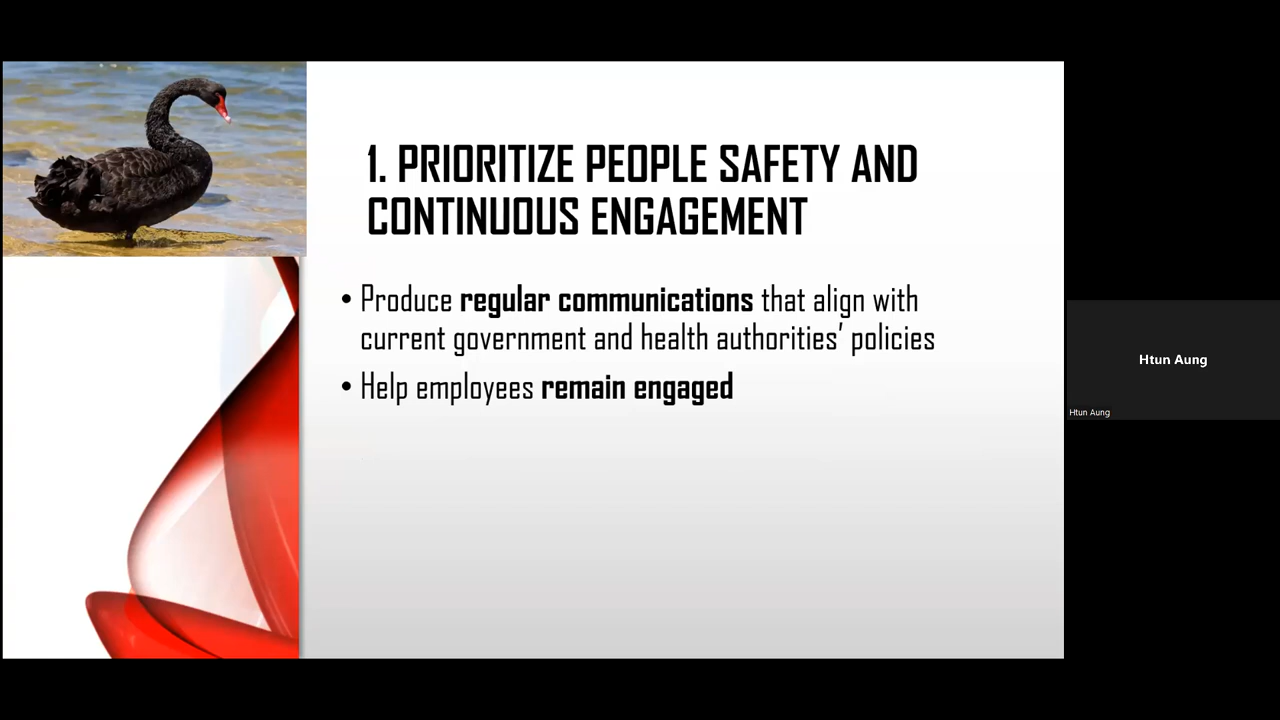 1. PRIORITIZE PEOPLE SAFETY AND
CONTINUOUS ENGAGEMENT
• Produce regular communications that align with
current government and health authorities’ policies
• Help employees remain engaged
Htun Aung
Htun Aung